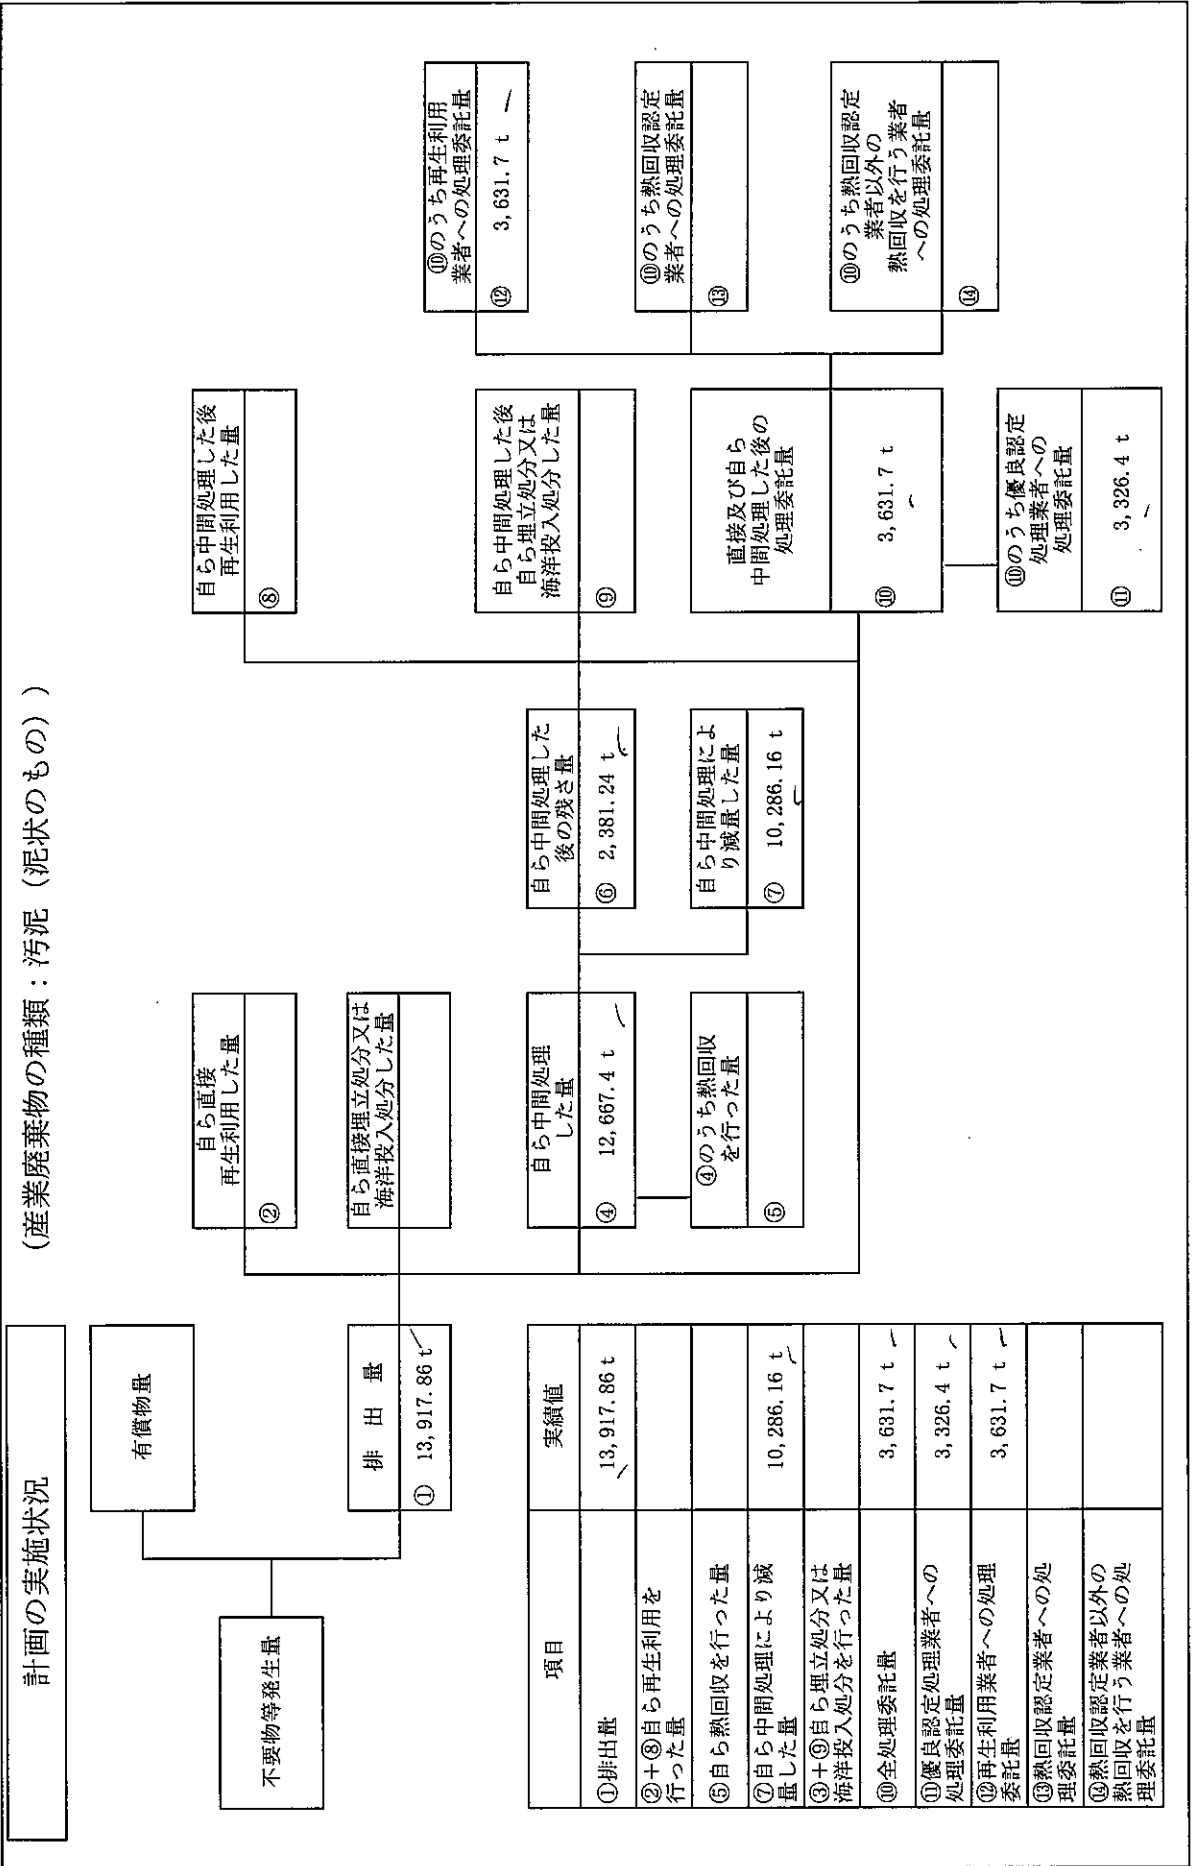 計画の実施状況
(産業廃棄物の種類：汚泥（泥状のもの）)
不要物等発生量
有償物量
排 出 量
① 13,917.86 t
自ら直接
再生利用した量
②
自ら直接埋立処分又は
海洋投入処分した量
自ら中間処理
した量
④ 12,667.4 t
④のうち熱回収
を行った量
⑤
自ら中間処理した
後の残さ量
⑥ 2,381.24 t
自ら中間処理によ
り減量した量
⑦ 10,286.16 t
自ら中間処理した後
再生利用した量
⑧
自ら中間処理した後
自ら埋立処分又は
海洋投入処分した量
⑨
直接及び自ら
中間処理した後の
処理委託量
⑩ 3,631.7 t
⑩のうち優良認定
処理業者への
処理委託量
⑪ 3,326.4 t
⑩のうち再生利用
業者への処理委託量
⑫ 3,631.7 t
⑩のうち熱回収認定
業者への処理委託量
⑬
⑩のうち熱回収認定
業者以外の
熱回収を行う業者
への処理委託量
⑭
項目 実績値
①排出量 13,917.86 t
②+⑧自ら再生利用を
行った量
⑤自ら熱回収を行った量
⑦自ら中間処理により減
量した量 10,286.16 t
③+⑨自ら埋立処分又は
海洋投入処分を行った量
⑩全処理委託量 3,631.7 t
⑪優良認定処理業者への
処理委託量 3,326.4 t
⑫再生利用業者への処理
委託量 3,631.7 t
⑬熱回収認定業者への処
理委託量
⑭熱回収認定業者以外の
熱回収を行う業者への処
理委託量